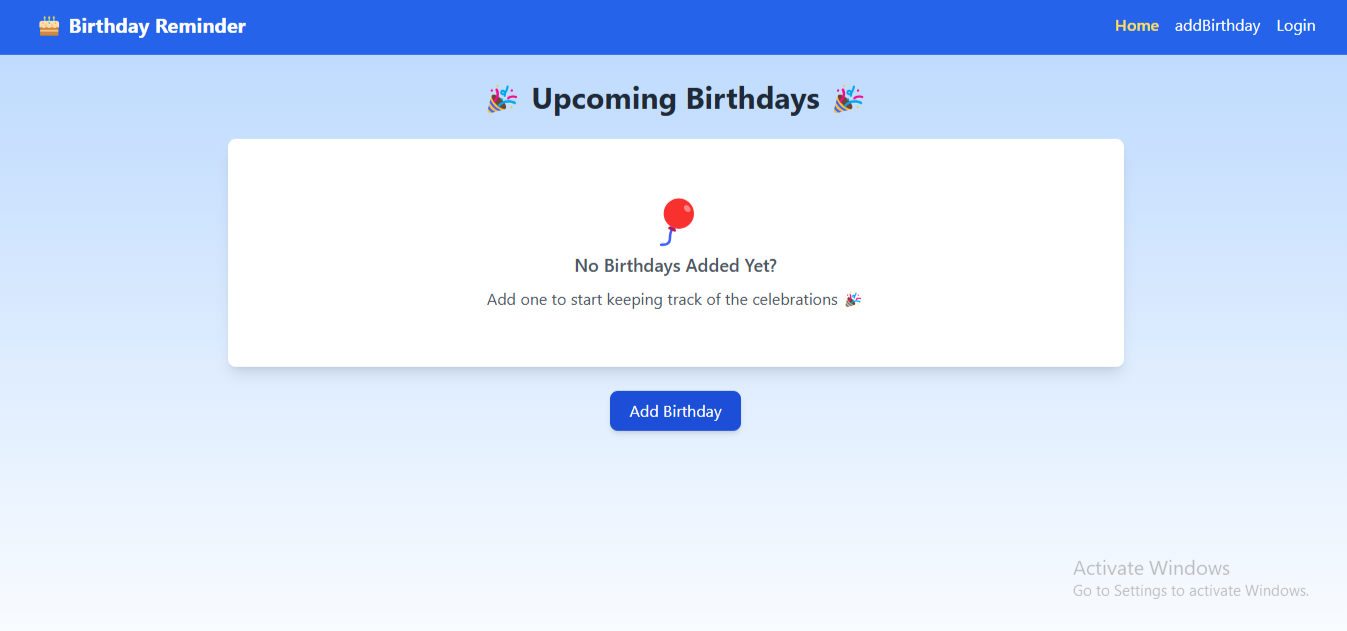 🎂 Birthday Reminder
Home addBirthday Login
🎉 Upcoming Birthdays 🎉
No Birthdays Added Yet?
Add one to start keeping track of the celebrations 🎉
Add Birthday
Activate Windows
Go to Settings to activate Windows.